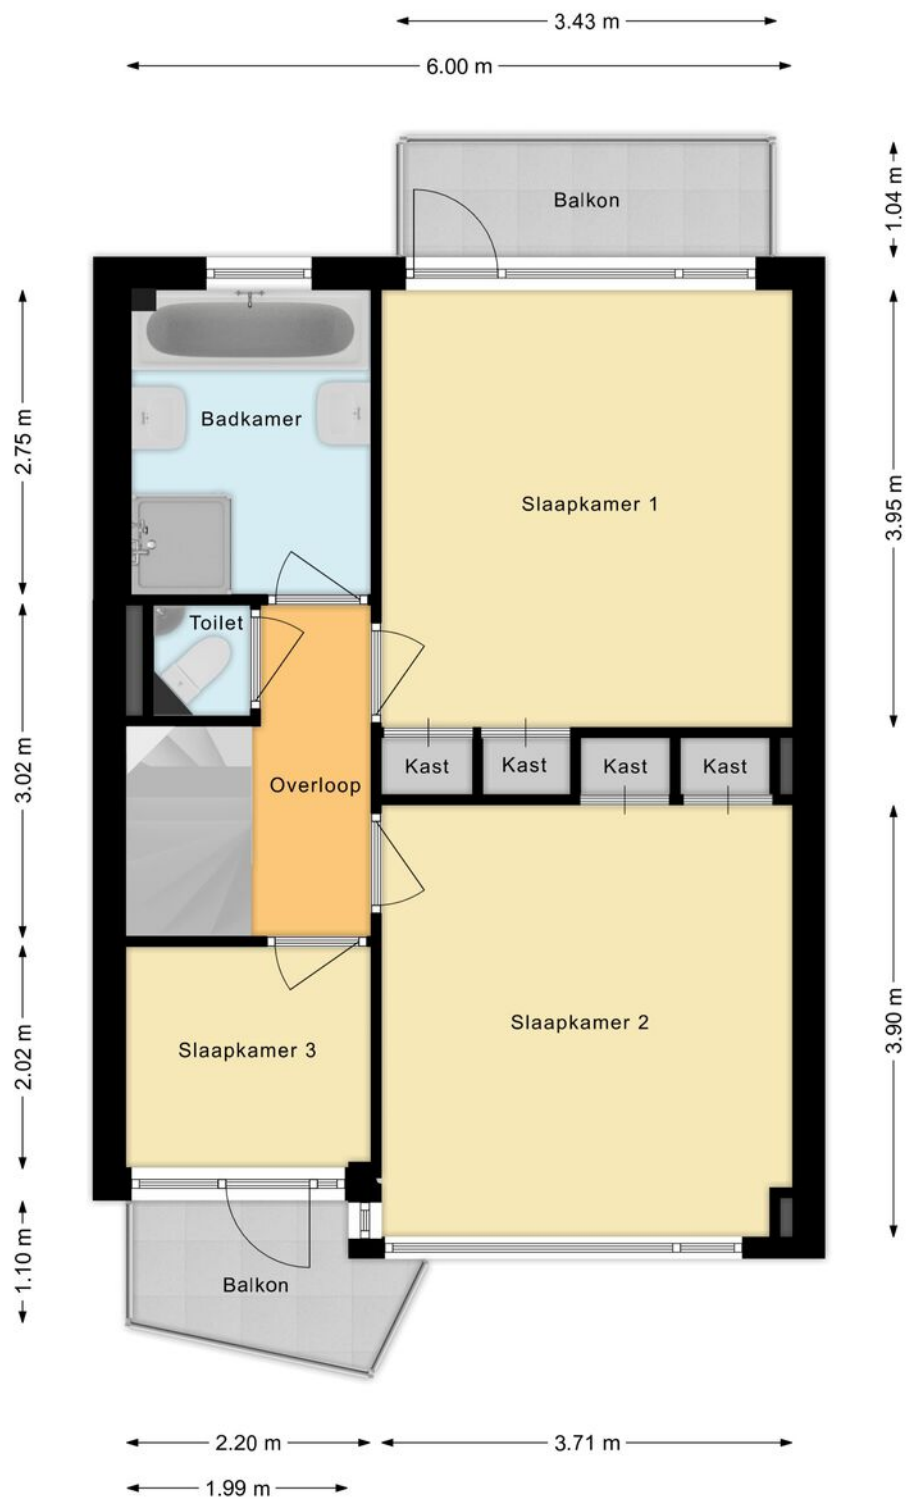 3.43 m
6.00 m
Balkon
1.04 m
2.75 m
Badkamer
Slaapkamer 1
3.95 m
Toilet
3.02 m
Overloop
Kast
Kast
Kast
Kast
Slaapkamer 2
3.90 m
Slaapkamer 3
2.02 m
1.10 m
Balkon
2.20 m
3.71 m
1.99 m